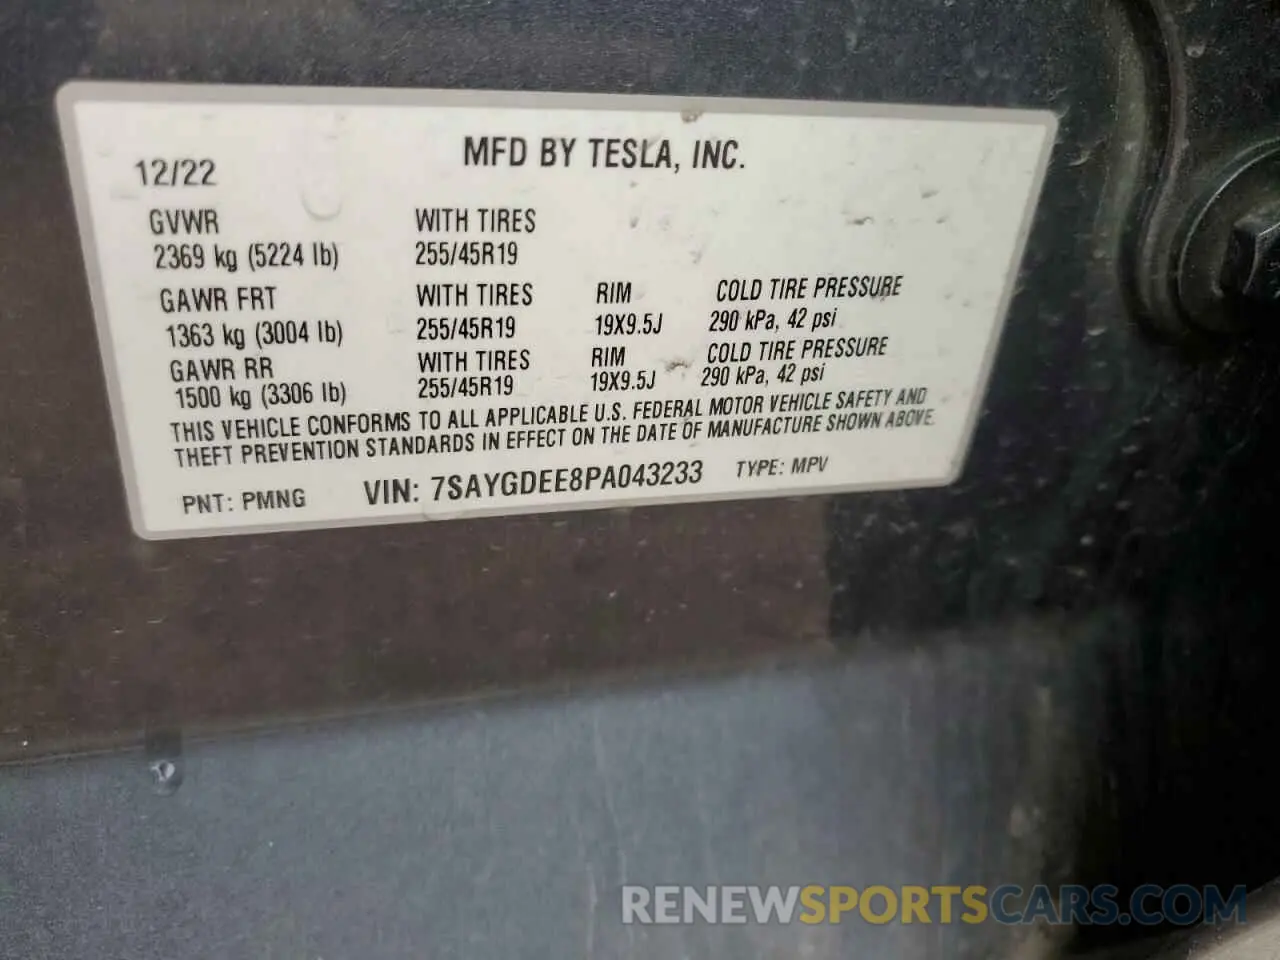 MFD BY TESLA, INC.
12/22
GVWR WITH TIRES
2369 kg (5224 lb) 255/45R19
GAWR FRT WITH TIRES RIM COLD TIRE PRESSURE
1363 kg (3004 lb) 255/45R19 19X9.5J 290 kPa, 42 psi
GAWR RR WITH TIRES RIM COLD TIRE PRESSURE
1500 kg (3306 lb) 255/45R19 19X9.5J 290 kPa, 42 psi
THIS VEHICLE CONFORMS TO ALL APPLICABLE U.S. FEDERAL MOTOR VEHICLE SAFETY AND
THEFT PREVENTION STANDARDS IN EFFECT ON THE DATE OF MANUFACTURE SHOWN ABOVE.
PNT: PMNG VIN: 7SAYGDEE8PA043233 TYPE: MPV
RENEWSPORTSCARS.COM